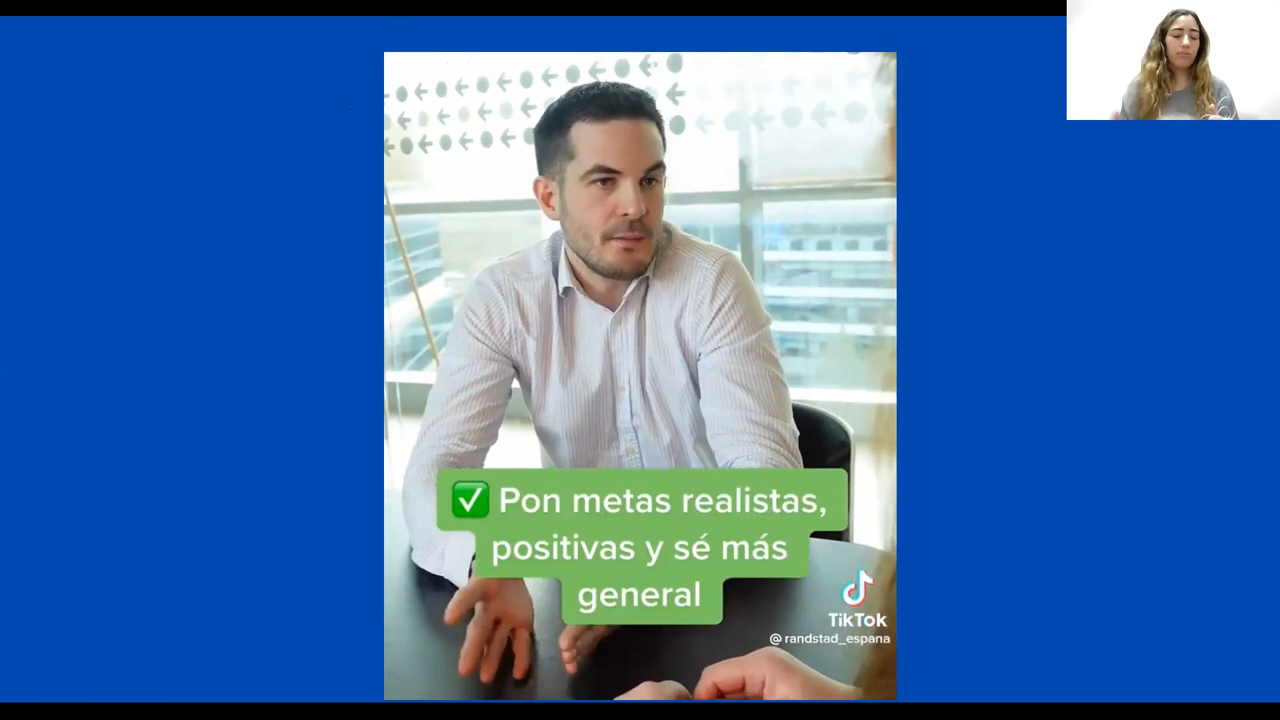 ✅ Pon metas realistas,
positivas y sé más
general
TikTok
@randstad_espana